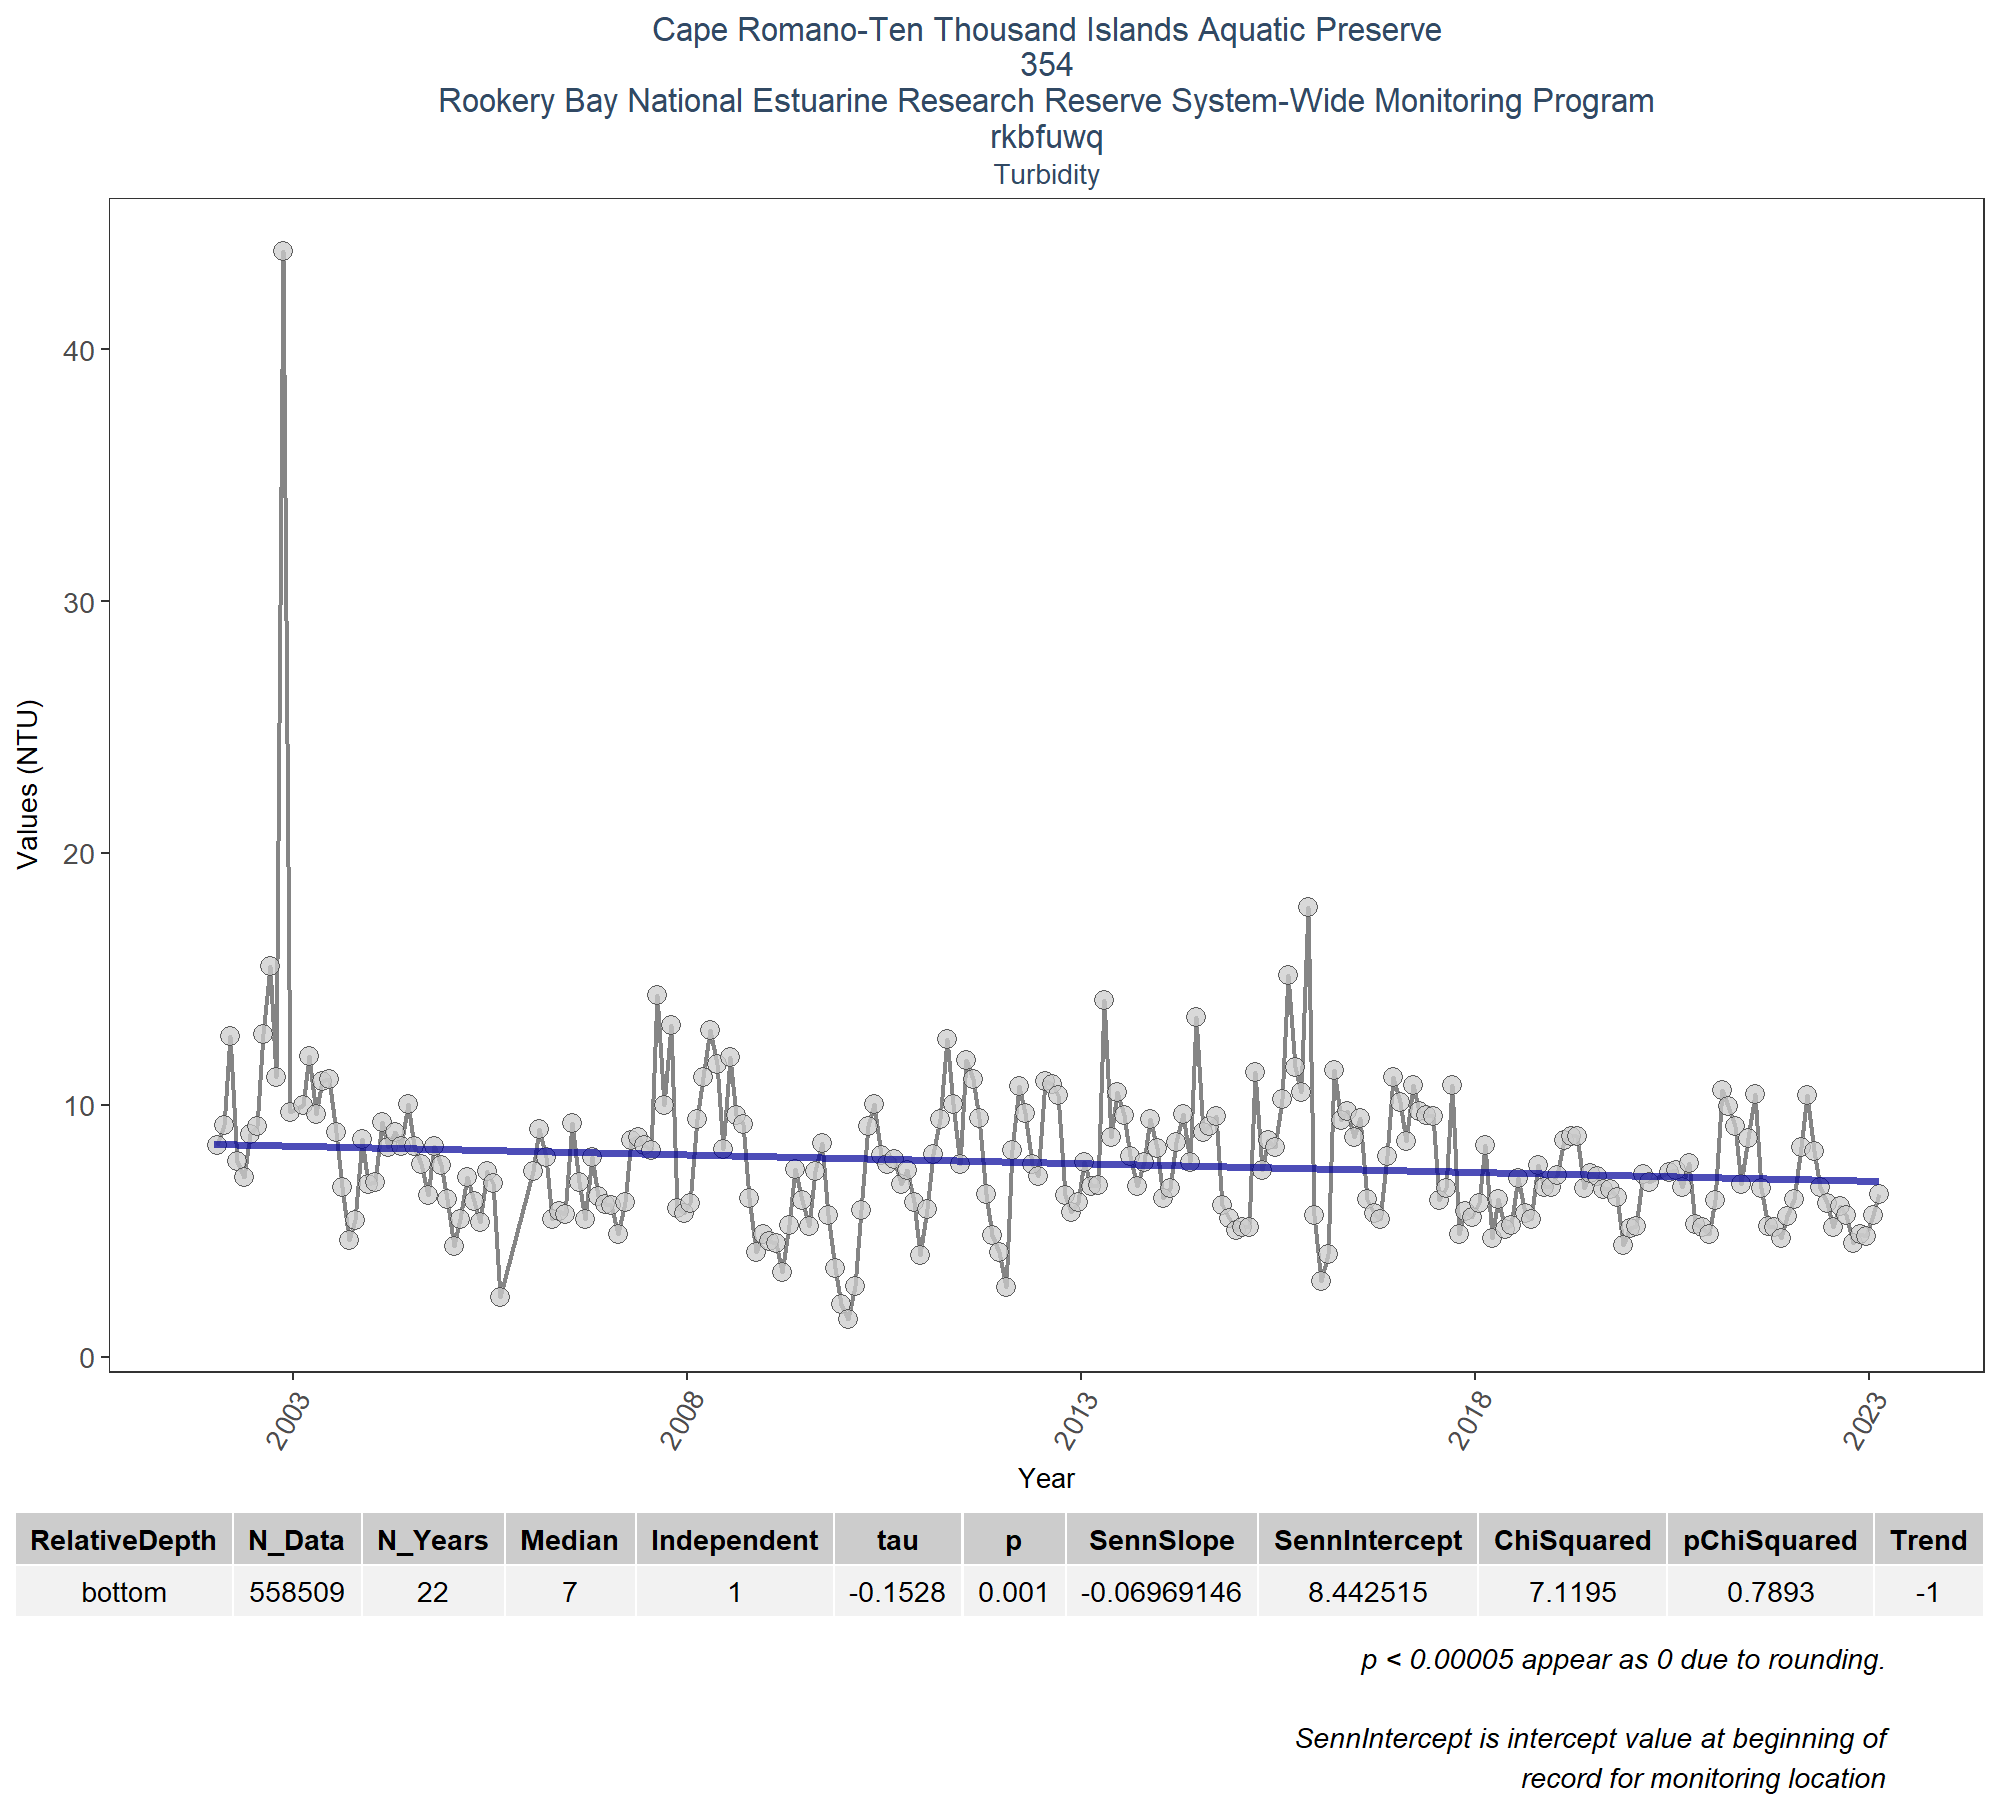 Cape Romano-Ten Thousand Islands Aquatic Preserve
354
Rookery Bay National Estuarine Research Reserve System-Wide Monitoring Program
rkbfuwq
Turbidity
Values (NTU)
40
30
20
10
0
2003 2008 2013 2018 2023
Year
RelativeDepth N_Data N_Years Median Independent tau p SennSlope SennIntercept ChiSquared pChiSquared Trend
bottom 558509 22 7 1 -0.1528 0.001 -0.06969146 8.442515 7.1195 0.7893 -1
p < 0.00005 appear as 0 due to rounding.
SennIntercept is intercept value at beginning of
record for monitoring location